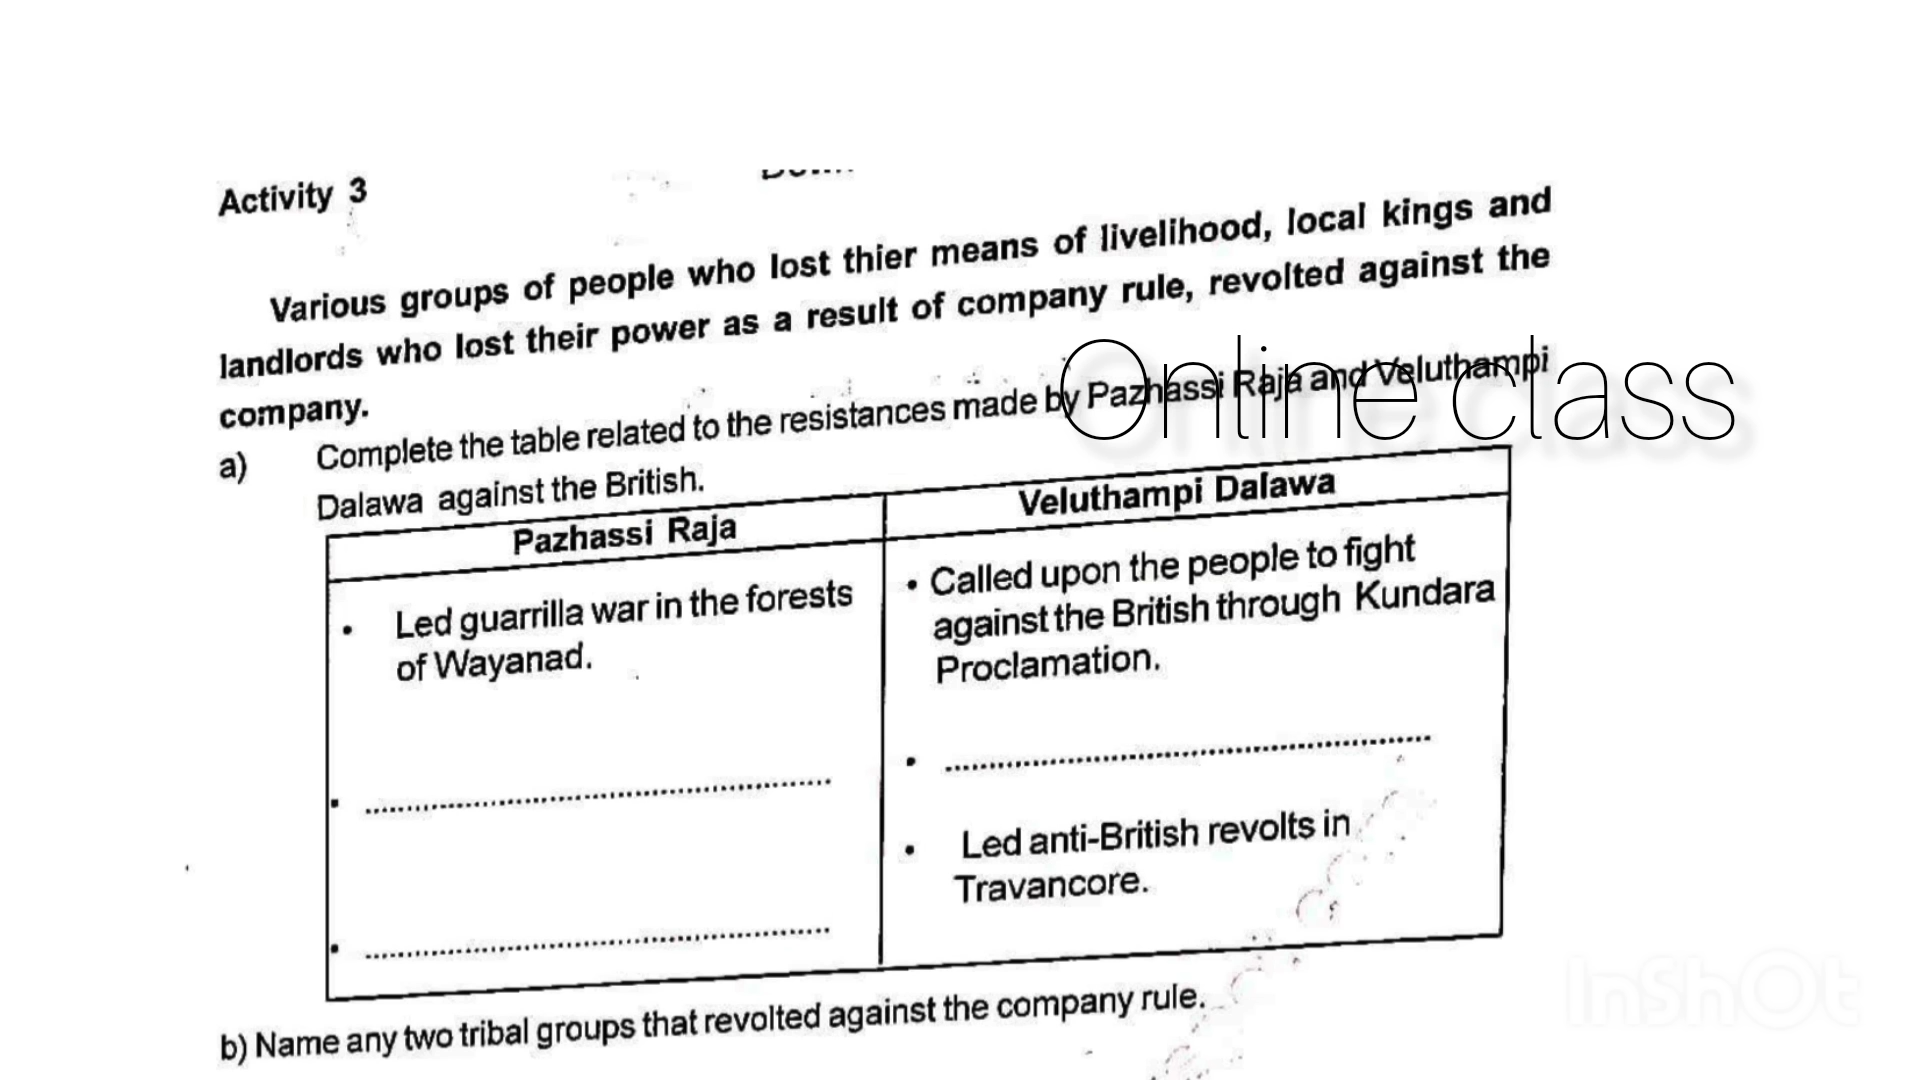 Activity 3
Various groups of people who lost thier means of livelihood, local kings and
landlords who lost their power as a result of company rule, revolted against the
company.
Online class
a) Complete the table related to the resistances made by Pazhassi Raja and Veluthampi
Dalawa against the British.
Pazhassi Raja
Veluthampi Dalawa
• Led guarrilla war in the forests
of Wayanad.
• ............................................................
• ............................................................
• Called upon the people to fight
against the British through Kundara
Proclamation.
• ............................................................
• Led anti-British revolts in
Travancore.
b) Name any two tribal groups that revolted against the company rule.
InShOt